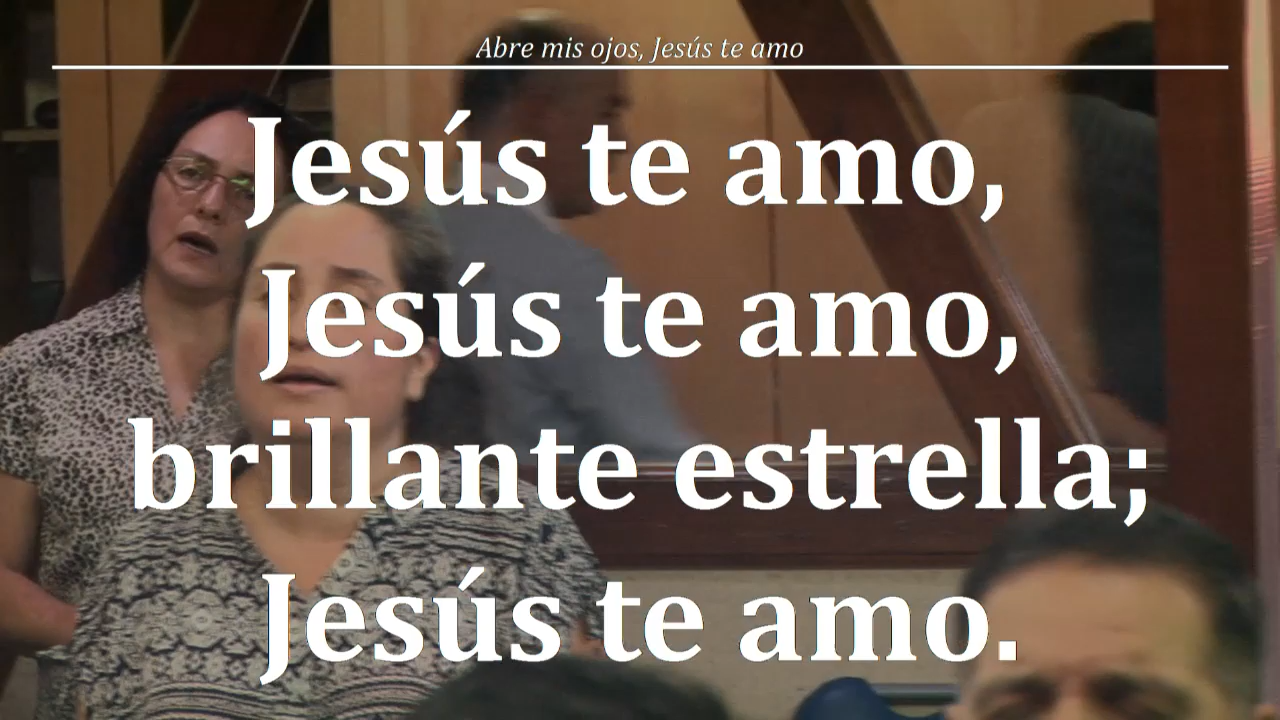 Abre mis ojos, Jesús te amo
Jesús te amo,
Jesús te amo,
brillante estrella;
Jesús te amo.